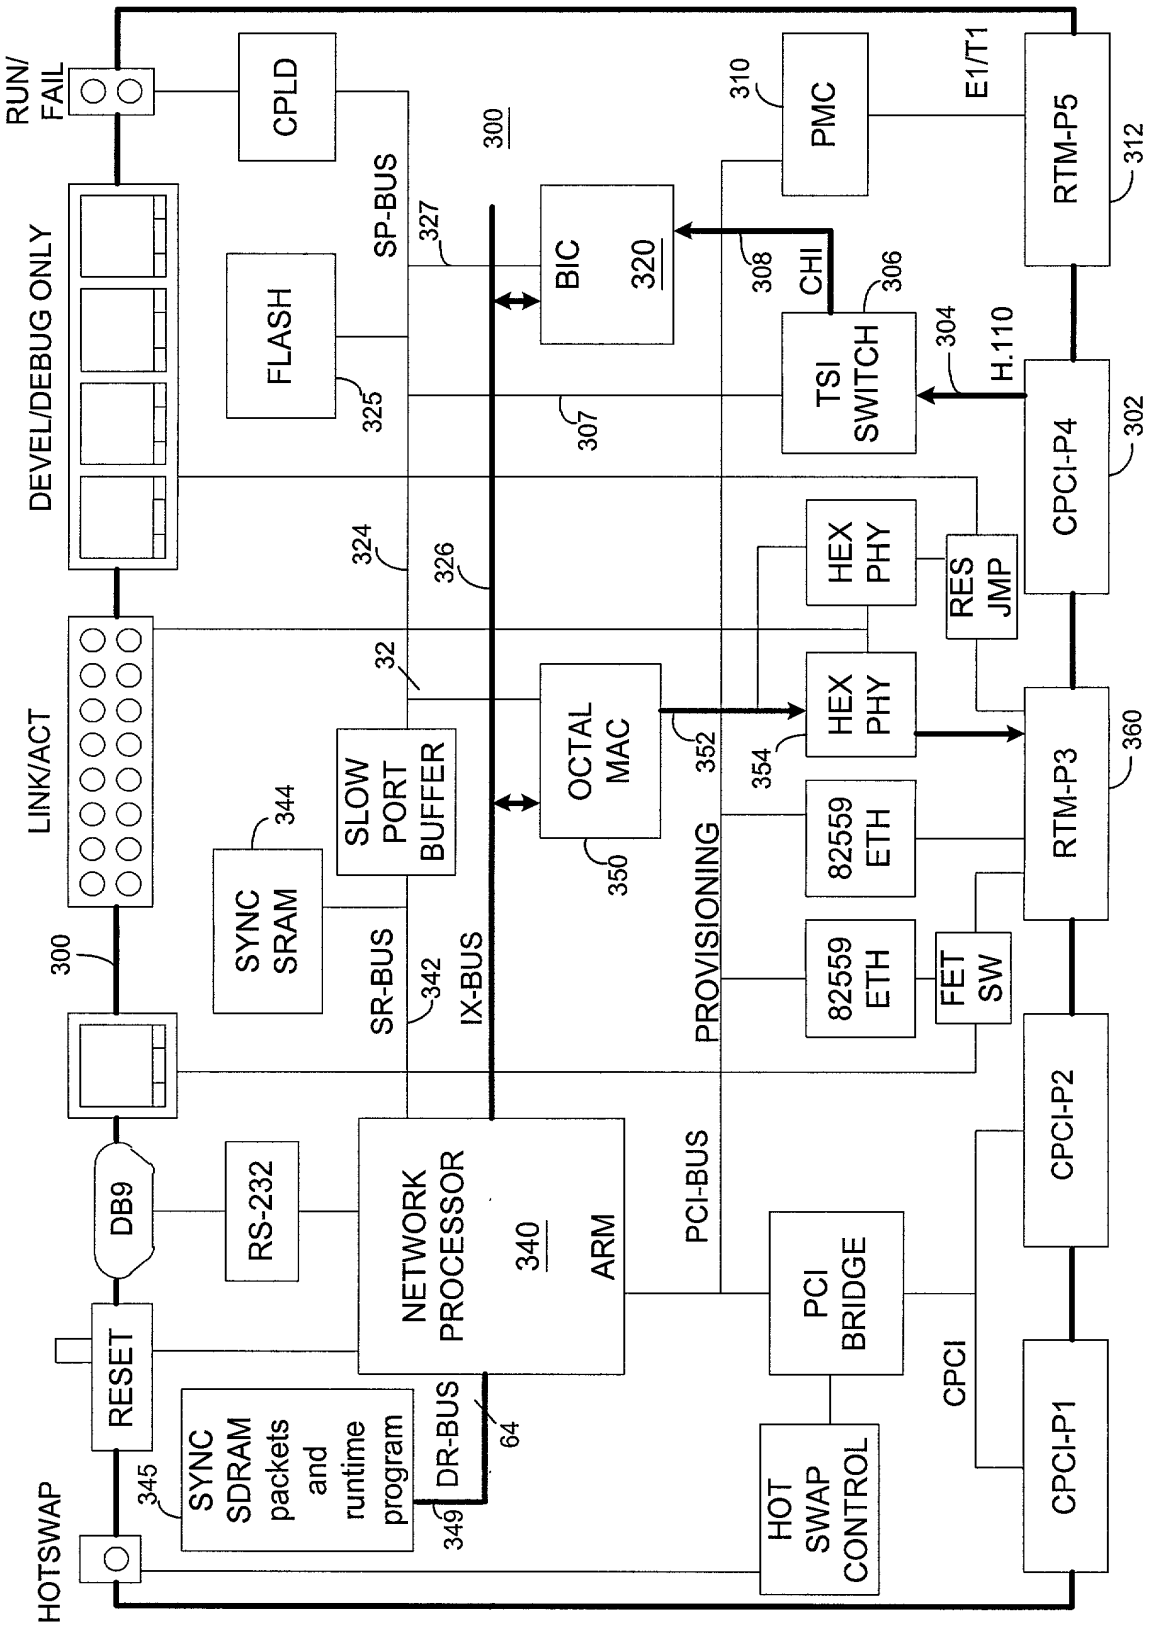 HOTSWAP
RESET
DB9
300
LINK/ACT
DEVEL/DEBUG ONLY
RUN/
FAIL
345
SYNC
SDRAM
packets
and
runtime
program
349
DR-BUS
64
RS-232
NETWORK
PROCESSOR
340
ARM
SYNC
SRAM
344
SR-BUS
342
IX-BUS
SLOW
PORT
BUFFER
32
324
326
FLASH
325
SP-BUS
327
CPLD
300
OCTAL
MAC
350
352
BIC
320
308
CHI
307
TSI
SWITCH
306
304
H.110
310
PMC
E1/T1
PCI-BUS
PROVISIONING
HOT
SWAP
CONTROL
PCI
BRIDGE
CPCI
82559
ETH
82559
ETH
FET
SW
HEX
PHY
354
HEX
PHY
RES
JMP
CPCI-P1
CPCI-P2
RTM-P3
360
CPCI-P4
302
RTM-P5
312